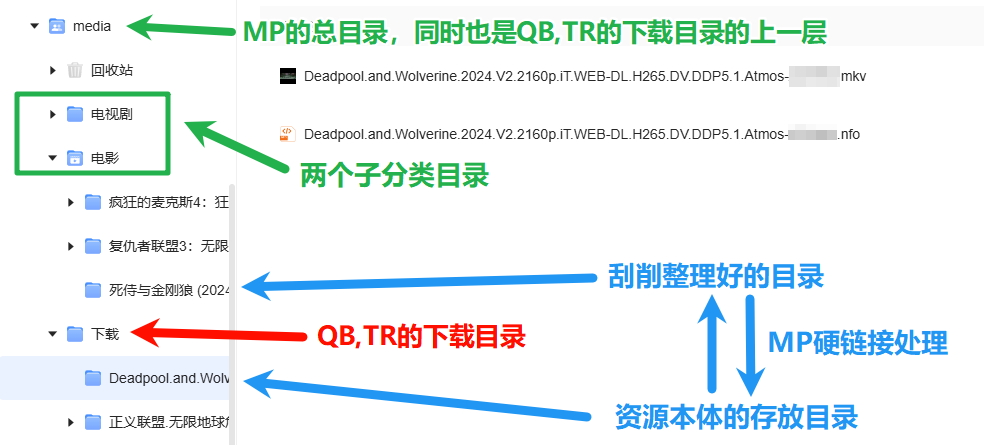 media
MP的总目录，同时也是QB,TR的下载目录的上一层
回收站
Deadpool.and.Wolverine.2024.V2.2160p.iT.WEB-DL.H265.DV.DDP5.1.Atmos-
mkv
电视剧
Deadpool.and.Wolverine.2024.V2.2160p.iT.WEB-DL.H265.DV.DDP5.1.Atmos-
.nfo
电影
两个子分类目录
疯狂的麦克斯4：狂
复仇者联盟3：无限
刮削整理好的目录
死侍与金刚狼 (2024
下载
QB,TR的下载目录
MP硬链接处理
Deadpool.and.Wolv
资源本体的存放目录
正义联盟.无限地球危